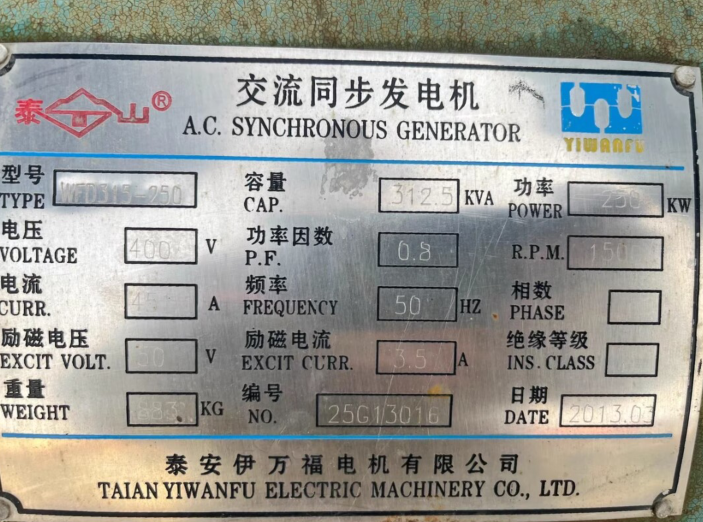 泰山®
交流同步发电机
A.C. SYNCHRONOUS GENERATOR
YIWANFU
型号 容量 312.5 KVA 功率 KW
TYPE CAP. POWER
电压 400 V 功率因数 0.8
VOLTAGE P.F. R.P.M. 1500
电流 A 频率 50 HZ 相数
CURR. FREQUENCY PHASE
励磁电压 V 励磁电流 3.5 A 绝缘等级
EXCIT VOLT. EXCIT CURR. INS. CLASS
重量 KG 编号 25G13016 日期 2013.03
WEIGHT NO. DATE
泰安伊万福电机有限公司
TAIAN YIWANFU ELECTRIC MACHINERY CO., LTD.